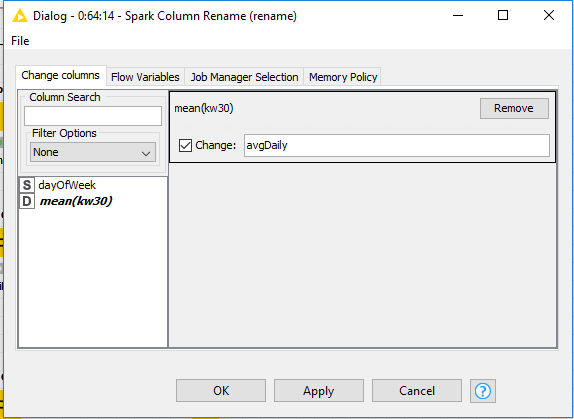 Dialog - 0:64:14 - Spark Column Rename (rename)
File
Change columns Flow Variables Job Manager Selection Memory Policy
Column Search
Filter Options
None
S dayOfWeek
D mean(kw30)
mean(kw30) Remove
Change: avgDaily
OK Apply Cancel ?